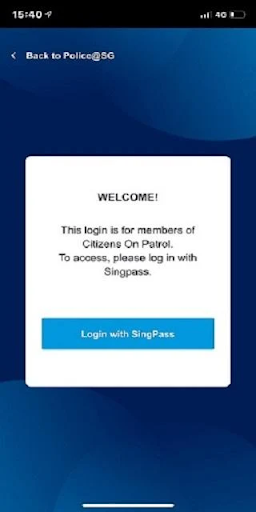 15:40
4G
Back to Police@SG
WELCOME!
This login is for members of
Citizens On Patrol.
To access, please log in with
Singpass.
Login with SingPass